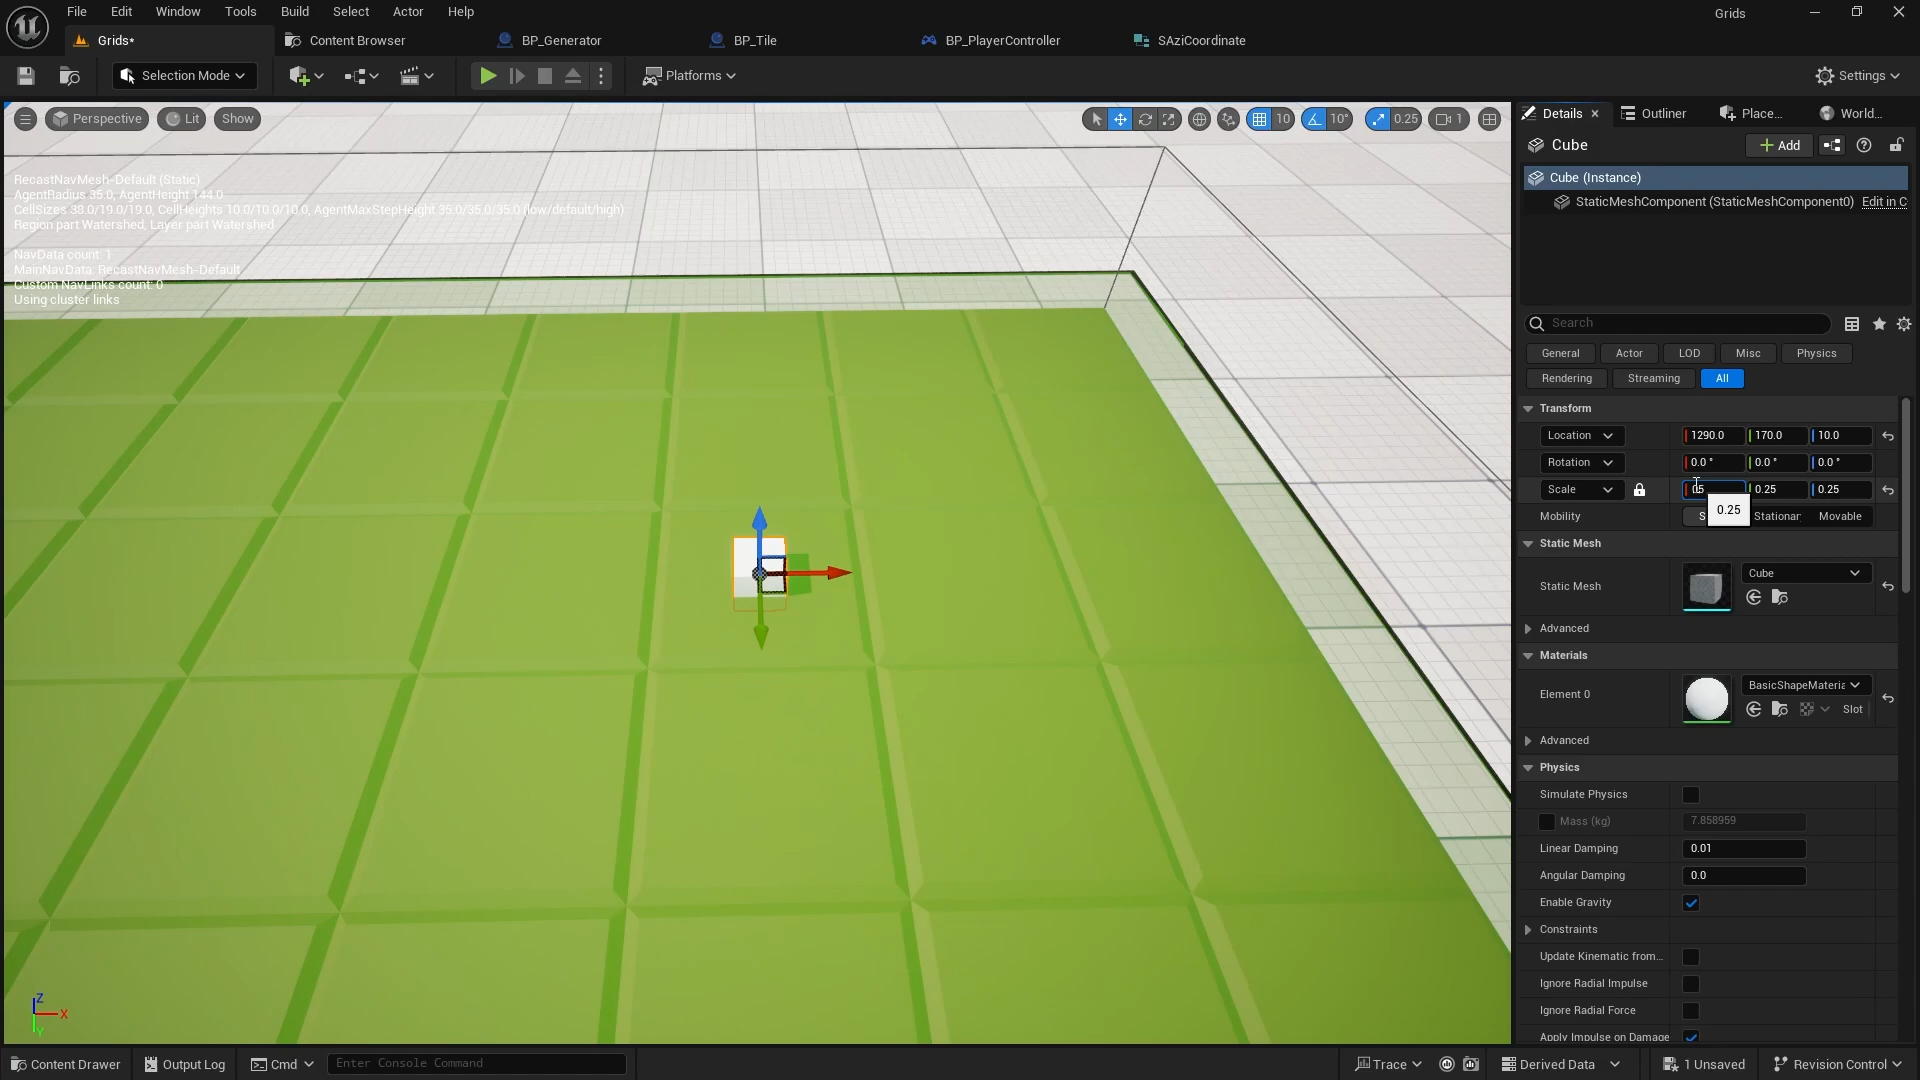 File Edit Window Tools Build Select Actor Help
Grids
Grids* Content Browser BP_Generator BP_Tile BP_PlayerController SAziCoordinate
Selection Mode Platforms Settings
Perspective Lit Show 10 10° 0.25 1
RecastNavMesh-Default (Static)
AgentRadius 35.0, AgentHeight 144.0
CellSizes 38.0/19.0/19.0, CellHeights 10.0/10.0/10.0, AgentMaxStepHeight 35.0/35.0/35.0 (low/default/high)
Region part Watershed, Layer part Watershed
NavData count: 1
MainNavData: RecastNavMesh-Default
Custom NavLinks count: 0
Using cluster links
Z
X
Y
Details Outliner Place... World...
Cube Add
Cube (Instance)
StaticMeshComponent (StaticMeshComponent0) Edit in C
Search
General Actor LOD Misc Physics
Rendering Streaming All
Transform
Location 1290.0 170.0 10.0
Rotation 0.0 ° 0.0 ° 0.0 °
Scale 0.25 0.25
0.25
Mobility S Stationar Movable
Static Mesh
Static Mesh Cube
Advanced
Materials
Element 0 BasicShapeMateria
Slot
Advanced
Physics
Simulate Physics
Mass (kg) 7.858959
Linear Damping 0.01
Angular Damping 0.0
Enable Gravity
Constraints
Update Kinematic from...
Ignore Radial Impulse
Ignore Radial Force
Apply Impulse on Damage
Content Drawer Output Log Cmd Enter Console Command Trace Derived Data 1 Unsaved Revision Control